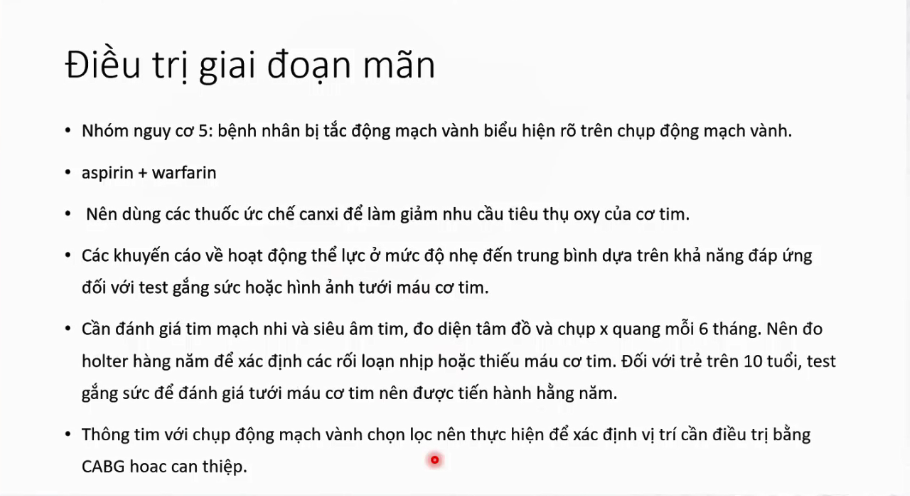 Điều trị giai đoạn mãn
• Nhóm nguy cơ 5: bệnh nhân bị tắc động mạch vành biểu hiện rõ trên chụp động mạch vành.
• aspirin + warfarin
• Nên dùng các thuốc ức chế canxi để làm giảm nhu cầu tiêu thụ oxy của cơ tim.
• Các khuyến cáo về hoạt động thể lực ở mức độ nhẹ đến trung bình dựa trên khả năng đáp ứng
đối với test gắng sức hoặc hình ảnh tưới máu cơ tim.
• Cần đánh giá tim mạch nhi và siêu âm tim, đo diện tâm đồ và chụp x quang mỗi 6 tháng. Nên đo
holter hàng năm để xác định các rối loạn nhịp hoặc thiếu máu cơ tim. Đối với trẻ trên 10 tuổi, test
gắng sức để đánh giá tưới máu cơ tim nên được tiến hành hằng năm.
• Thông tim với chụp động mạch vành chọn lọc nên thực hiện để xác định vị trí cần điều trị bằng
CABG hoac can thiệp.